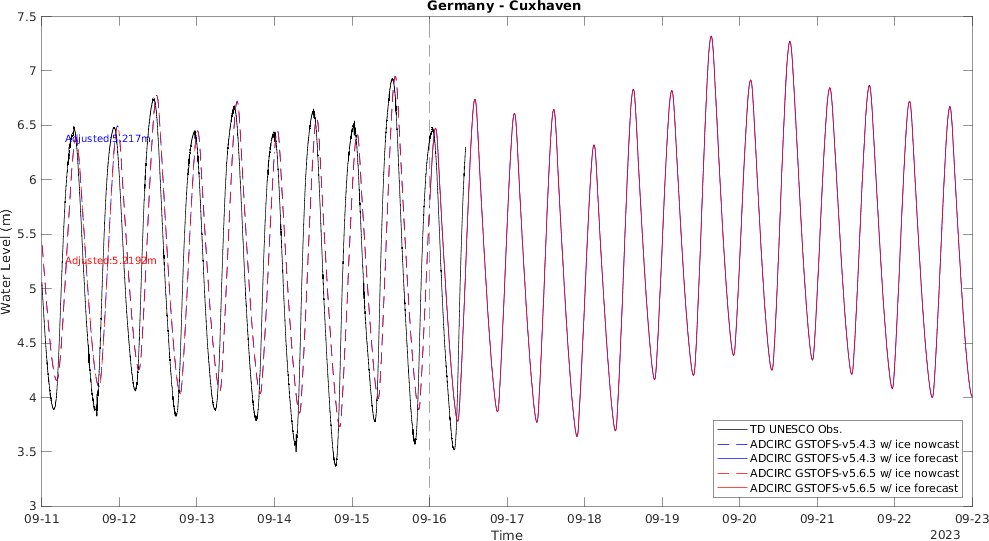 Germany - Cuxhaven
7.5
7
6.5
6
5.5
5
4.5
4
3.5
3
Water Level (m)
Adjusted:5.217m
Adjusted:5.2192m
TD UNESCO Obs.
ADCIRC GSTOFS-v5.4.3 w/ ice nowcast
ADCIRC GSTOFS-v5.4.3 w/ ice forecast
ADCIRC GSTOFS-v5.6.5 w/ ice nowcast
ADCIRC GSTOFS-v5.6.5 w/ ice forecast
09-11 09-12 09-13 09-14 09-15 09-16 09-17 09-18 09-19 09-20 09-21 09-22 09-23
Time
2023